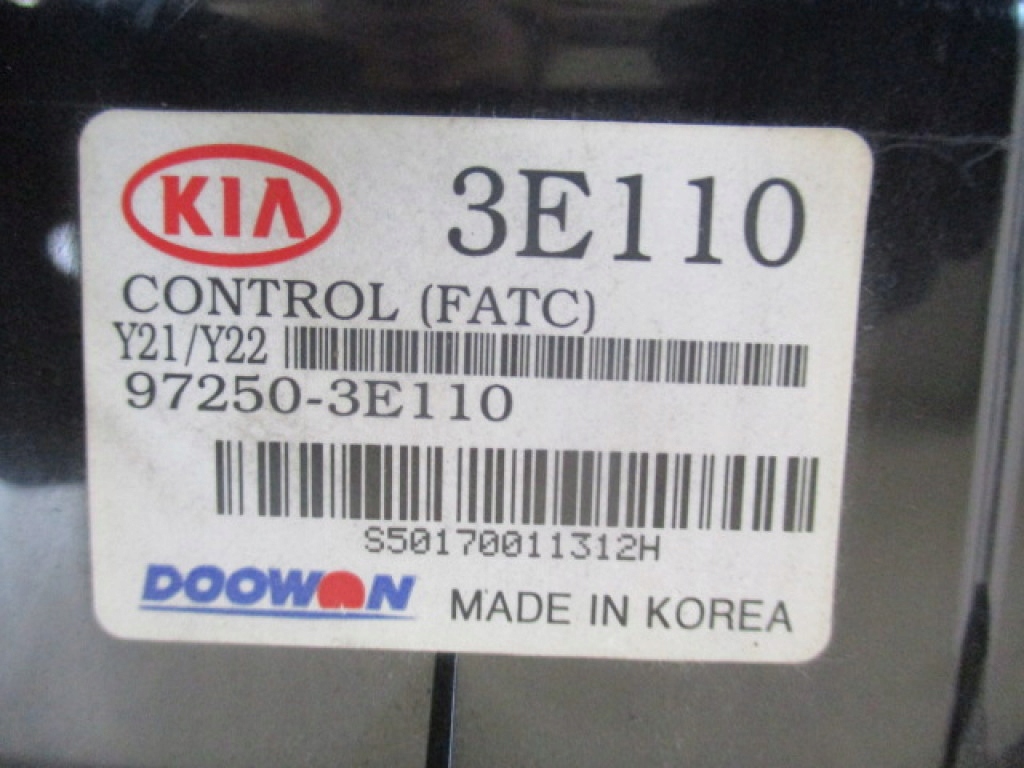 KIA 3E110
CONTROL (FATC)
Y21/Y22
97250-3E110
S50170011312H
DOOWON MADE IN KOREA